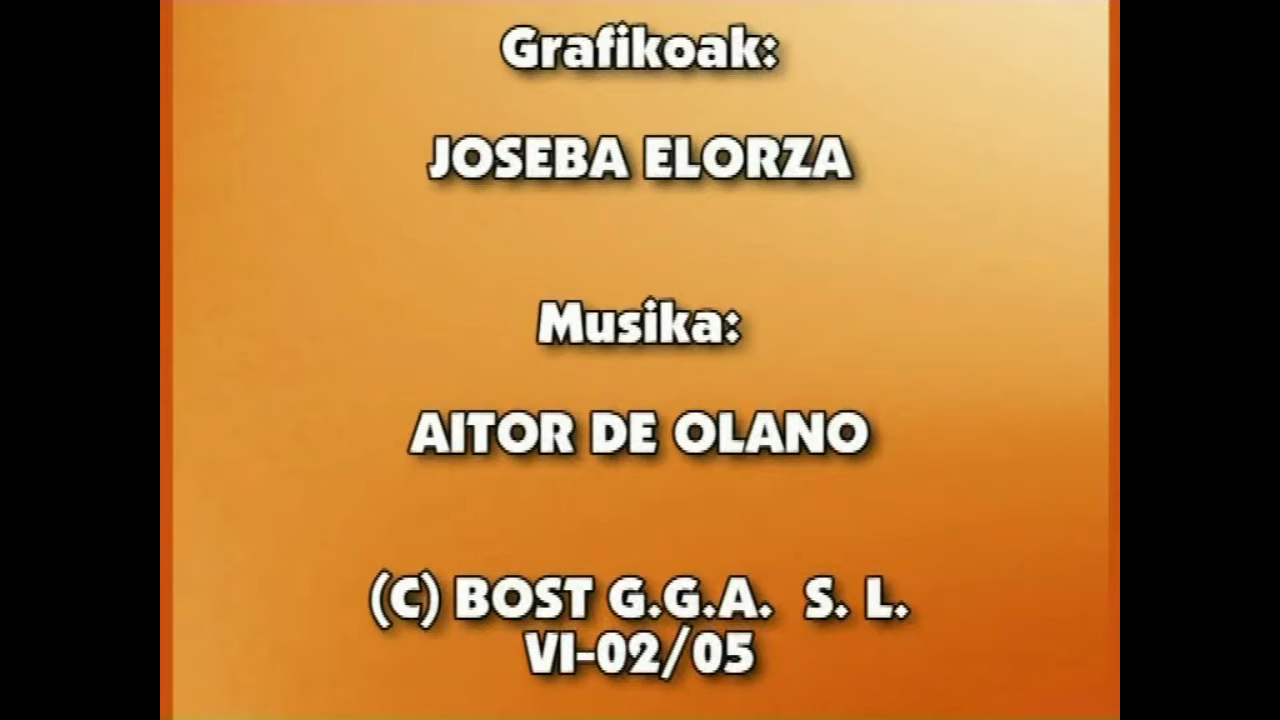 Grafikoak:
JOSEBA ELORZA
Musika:
AITOR DE OLANO
(C) BOST G.G.A. S. L.
VI-02/05